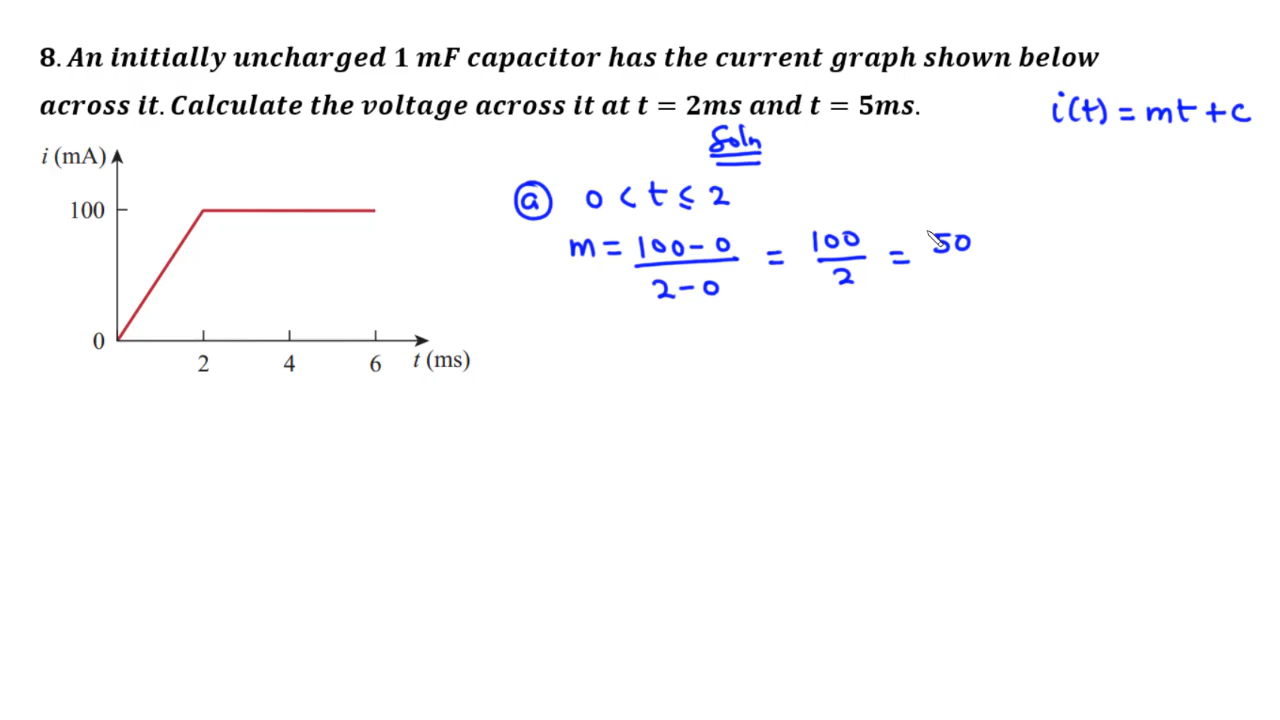 8. An initially uncharged 1 mF capacitor has the current graph shown below
across it. Calculate the voltage across it at t = 2ms and t = 5ms.
i(t) = mt + c
Soln
i (mA)
100
0
2 4 6 t (ms)
ⓐ 0 < t ≤ 2
m = 100 - 0 / 2 - 0 = 100 / 2 = 50